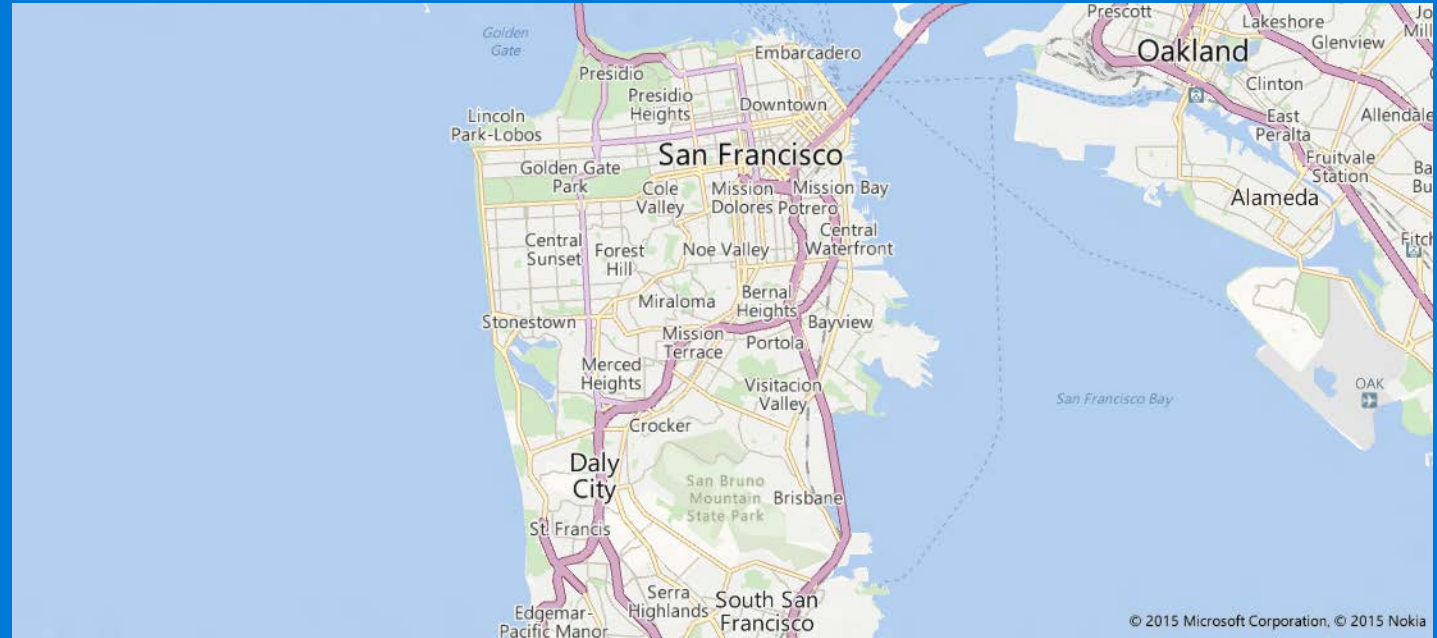 Golden
Gate
Presidio
Embarcadero
Presidio
Heights
Downtown
Lincoln
Park-Lobos
San Francisco
Golden Gate
Park
Cole
Valley
Mission
Dolores
Mission Bay
Potrero
Central
Sunset
Forest
Hill
Noe Valley
Central
Waterfront
Miraloma
Bernal
Heights
Stonestown
Mission
Terrace
Bayview
Portola
Merced
Heights
Visitacion
Valley
Crocker
Daly
City
San Bruno
Mountain
State Park
Brisbane
St. Francis
Serra
Highlands
South San
Francisco
Edgemar-
Pacific Manor
Prescott
Oakland
Lakeshore
Glenview
Clinton
East
Peralta
Allendale
Fruitvale
Station
Alameda
San Francisco Bay
OAK
© 2015 Microsoft Corporation, © 2015 Nokia